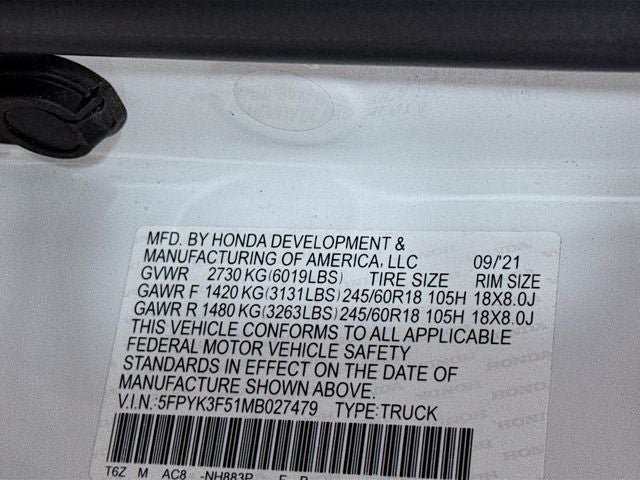 MFD. BY HONDA DEVELOPMENT &
MANUFACTURING OF AMERICA, LLC 09/'21
GVWR 2730 KG(6019LBS) TIRE SIZE RIM SIZE
GAWR F 1420 KG(3131LBS) 245/60R18 105H 18X8.0J
GAWR R 1480 KG(3263LBS) 245/60R18 105H 18X8.0J
THIS VEHICLE CONFORMS TO ALL APPLICABLE
FEDERAL MOTOR VEHICLE SAFETY
STANDARDS IN EFFECT ON THE DATE OF
MANUFACTURE SHOWN ABOVE.
V.I.N.:5FPYK3F51MB027479 TYPE:TRUCK
T6Z M AC8 -NH883P